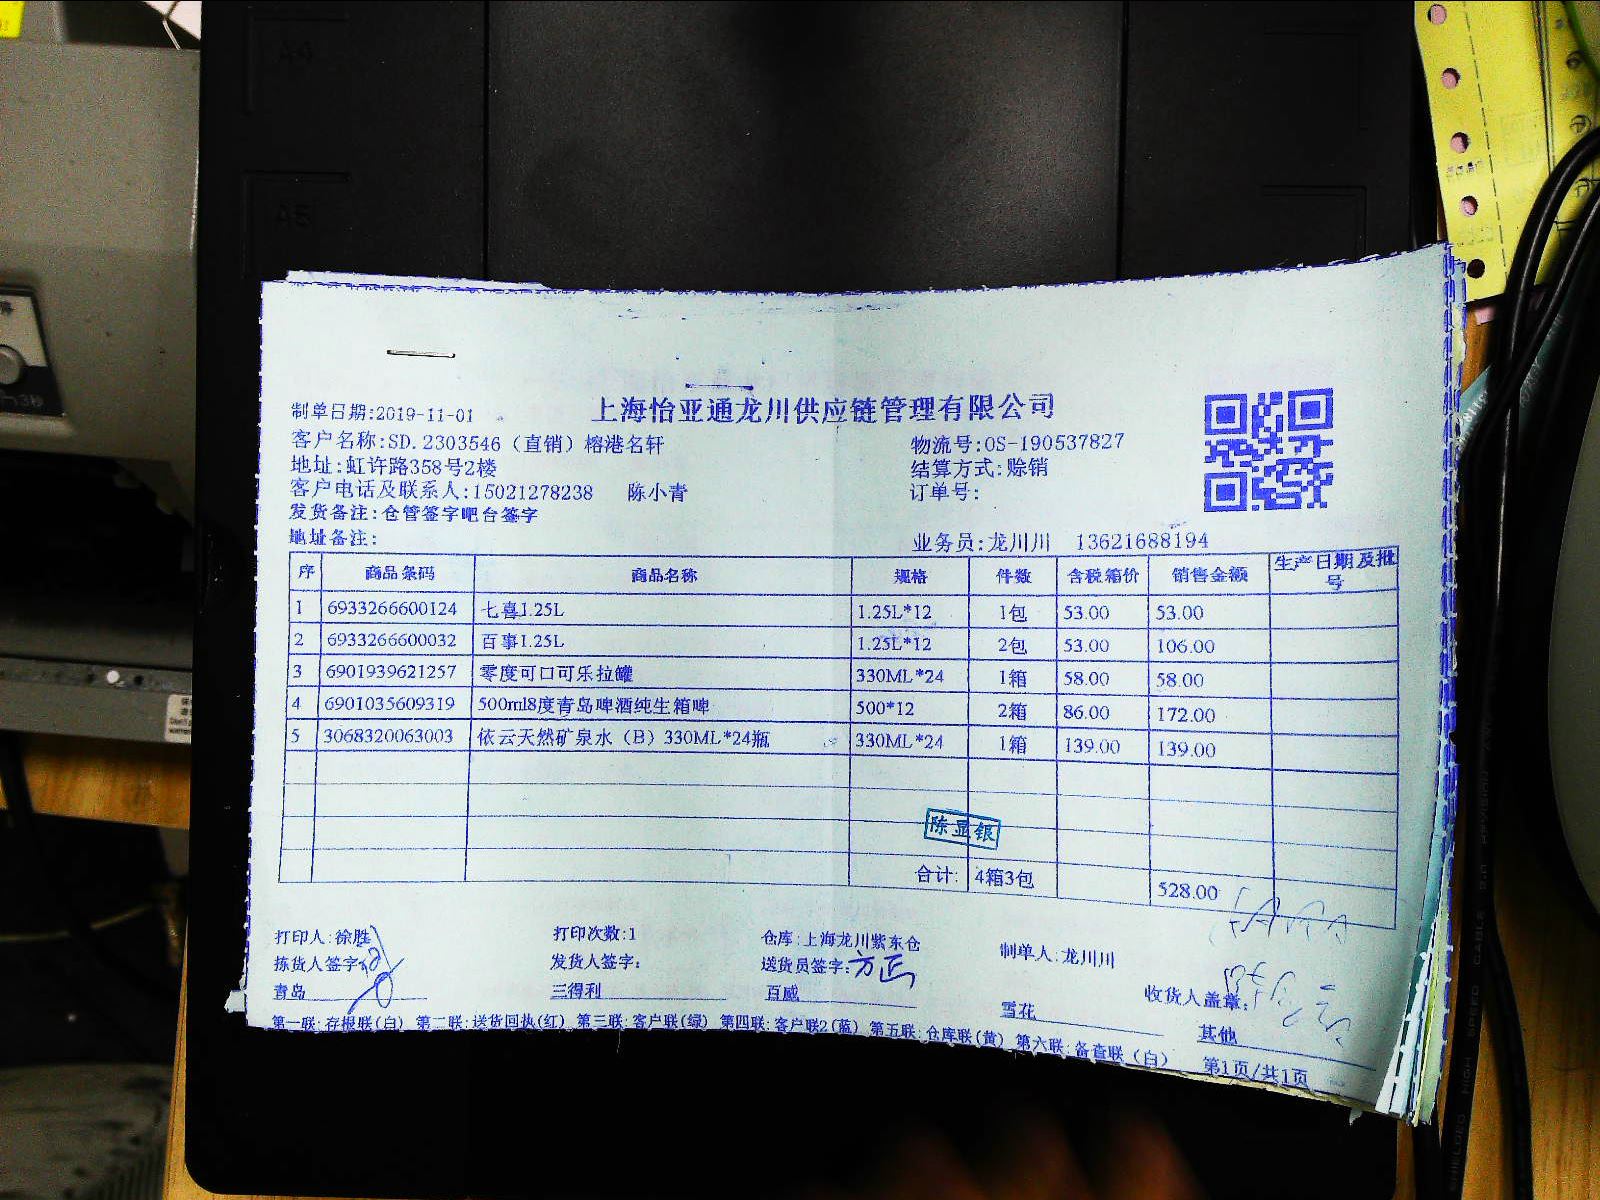 A4
A5
制单日期:2019-11-01
上海怡亚通龙川供应链管理有限公司
客户名称:SD.2303546（直销）榕港名轩
物流号:OS-190537827
地址:虹许路358号2楼
结算方式:赊销
客户电话及联系人:15021278238 陈小青
订单号:
发货备注:仓管签字吧台签字
地址备注:
业务员:龙川川 13621688194
序 商品条码 商品名称 规格 件数 含税箱价 销售金额 生产日期及批号
1 6933266600124 七喜1.25L 1.25L*12 1包 53.00 53.00
2 6933266600032 百事1.25L 1.25L*12 2包 53.00 106.00
3 6901939621257 零度可口可乐拉罐 330ML*24 1箱 58.00 58.00
4 6901035609319 500ml8度青岛啤酒纯生箱啤 500*12 2箱 86.00 172.00
5 3068320063003 依云天然矿泉水（B）330ML*24瓶 330ML*24 1箱 139.00 139.00
陈显银
合计: 4箱3包 528.00
打印人:徐胜 打印次数:1 仓库:上海龙川紫东仓 制单人:龙川川
拣货人签字: 发货人签字: 送货员签字:方正 收货人盖章:
青岛 三得利 百威 雪花 其他
第一联:存根联(白) 第二联:送货回执(红) 第三联:客户联(绿) 第四联:客户联2(蓝) 第五联:仓库联(黄) 第六联:备查联（白） 第1页/共1页